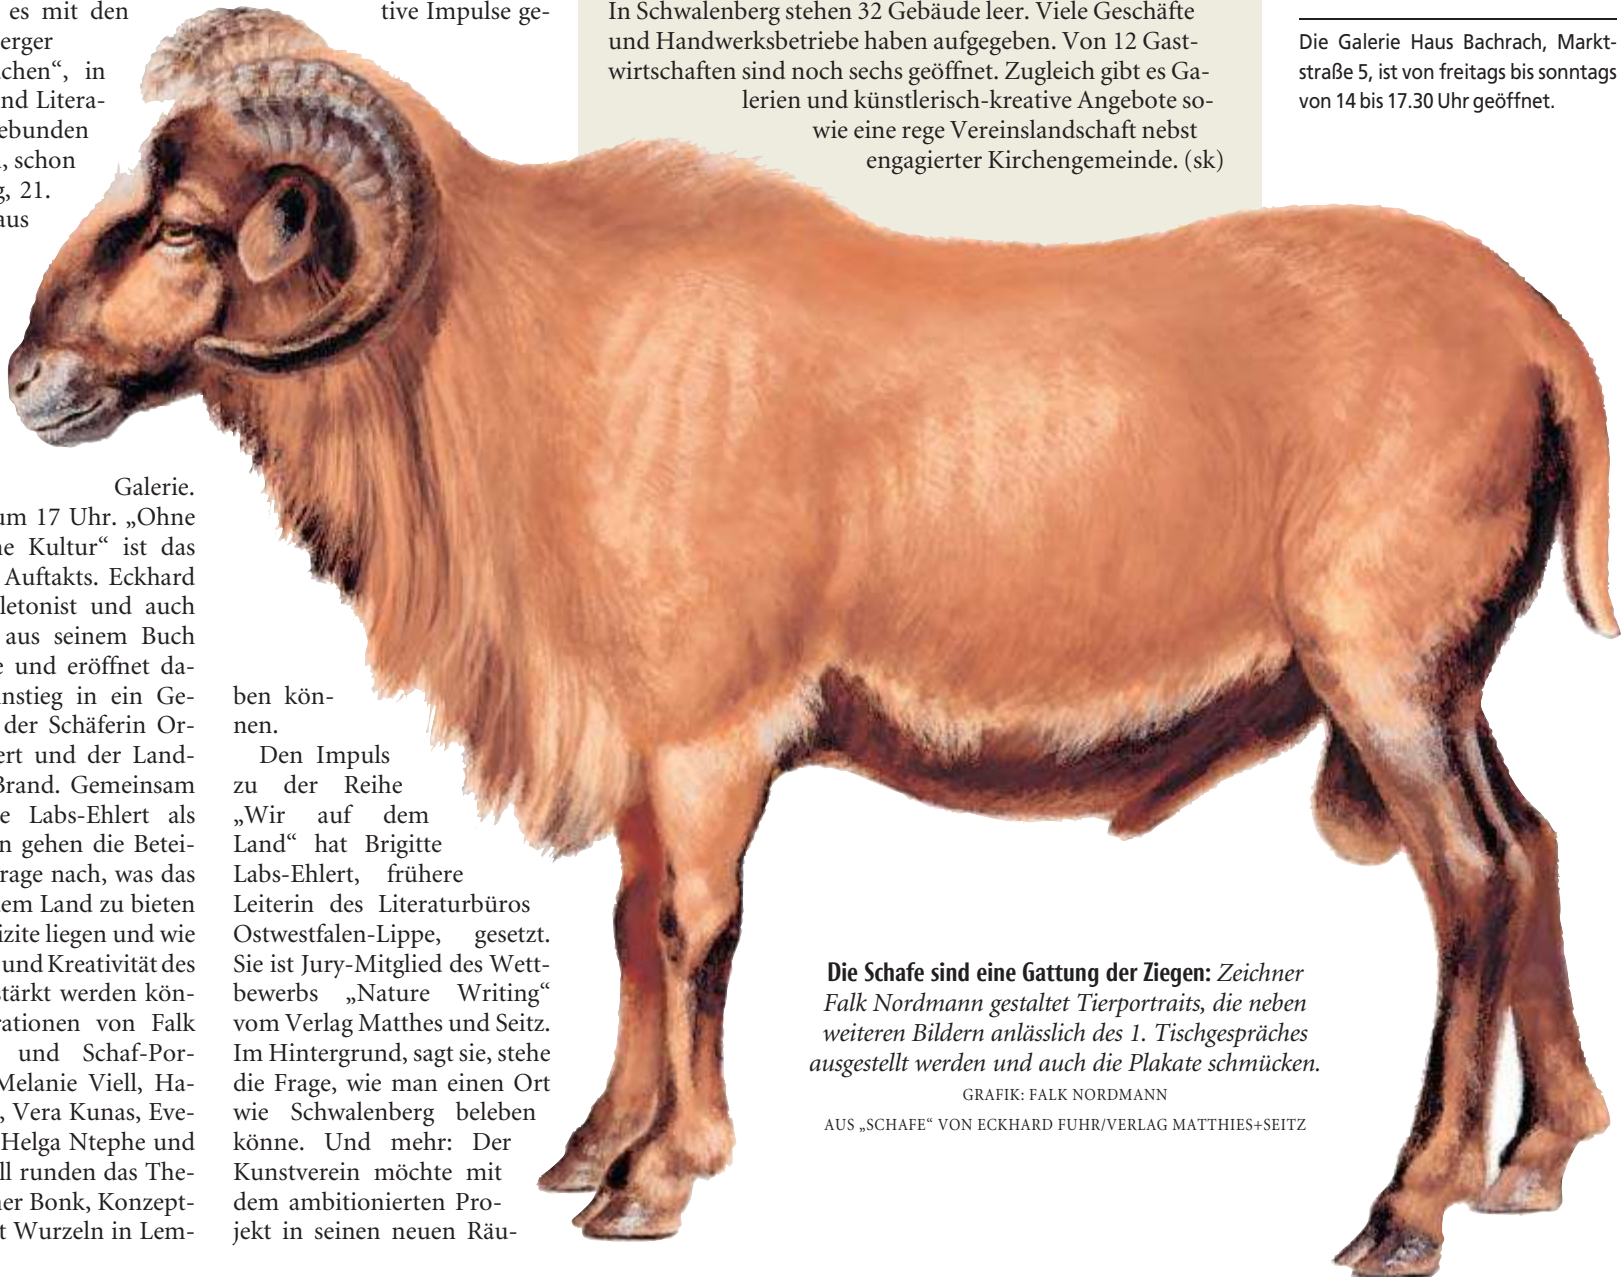 es mit den
erger
chen“, in
nd Litera-
ebunden
, schon
g, 21.
aus
Galerie.
um 17 Uhr. „Ohne
ne Kultur“ ist das
Auftakts. Eckhard
lletonist und auch
aus seinem Buch
e und eröffnet da-
instieg in ein Ge-
der Schäferin Or-
ert und der Land-
Brand. Gemeinsam
e Labs-Ehlert als
n gehen die Betei-
rage nach, was das
dem Land zu bieten
izite liegen und wie
und Kreativität des
stärkt werden kön-
rationen von Falk
und Schaf-Por-
Melanie Viell, Ha-
, Vera Kunas, Eve-
Helga Ntephe und
ll runden das The-
ner Bonk, Konzept-
t Wurzeln in Lem-
tive Impulse ge-
ben kön-
nen.
Den Impuls
zu der Reihe
„Wir auf dem
Land“ hat Brigitte
Labs-Ehlert, frühere
Leiterin des Literaturbüros
Ostwestfalen-Lippe, gesetzt.
Sie ist Jury-Mitglied des Wett-
bewerbs „Nature Writing“
vom Verlag Matthes und Seitz.
Im Hintergrund, sagt sie, stehe
die Frage, wie man einen Ort
wie Schwalenberg beleben
könne. Und mehr: Der
Kunstverein möchte mit
dem ambitionierten Pro-
jekt in seinen neuen Räu-
In Schwalenberg stehen 32 Gebäude leer. Viele Geschäfte
und Handwerksbetriebe haben aufgegeben. Von 12 Gast-
wirtschaften sind noch sechs geöffnet. Zugleich gibt es Ga-
lerien und künstlerisch-kreative Angebote so-
wie eine rege Vereinslandschaft nebst
engagierter Kirchengemeinde. (sk)
Die Galerie Haus Bachrach, Markt-
straße 5, ist von freitags bis sonntags
von 14 bis 17.30 Uhr geöffnet.
Die Schafe sind eine Gattung der Ziegen: Zeichner
Falk Nordmann gestaltet Tierportraits, die neben
weiteren Bildern anlässlich des 1. Tischgespräches
ausgestellt werden und auch die Plakate schmücken.
GRAFIK: FALK NORDMANN
AUS „SCHAFE“ VON ECKHARD FUHR/VERLAG MATTHIES+SEITZ